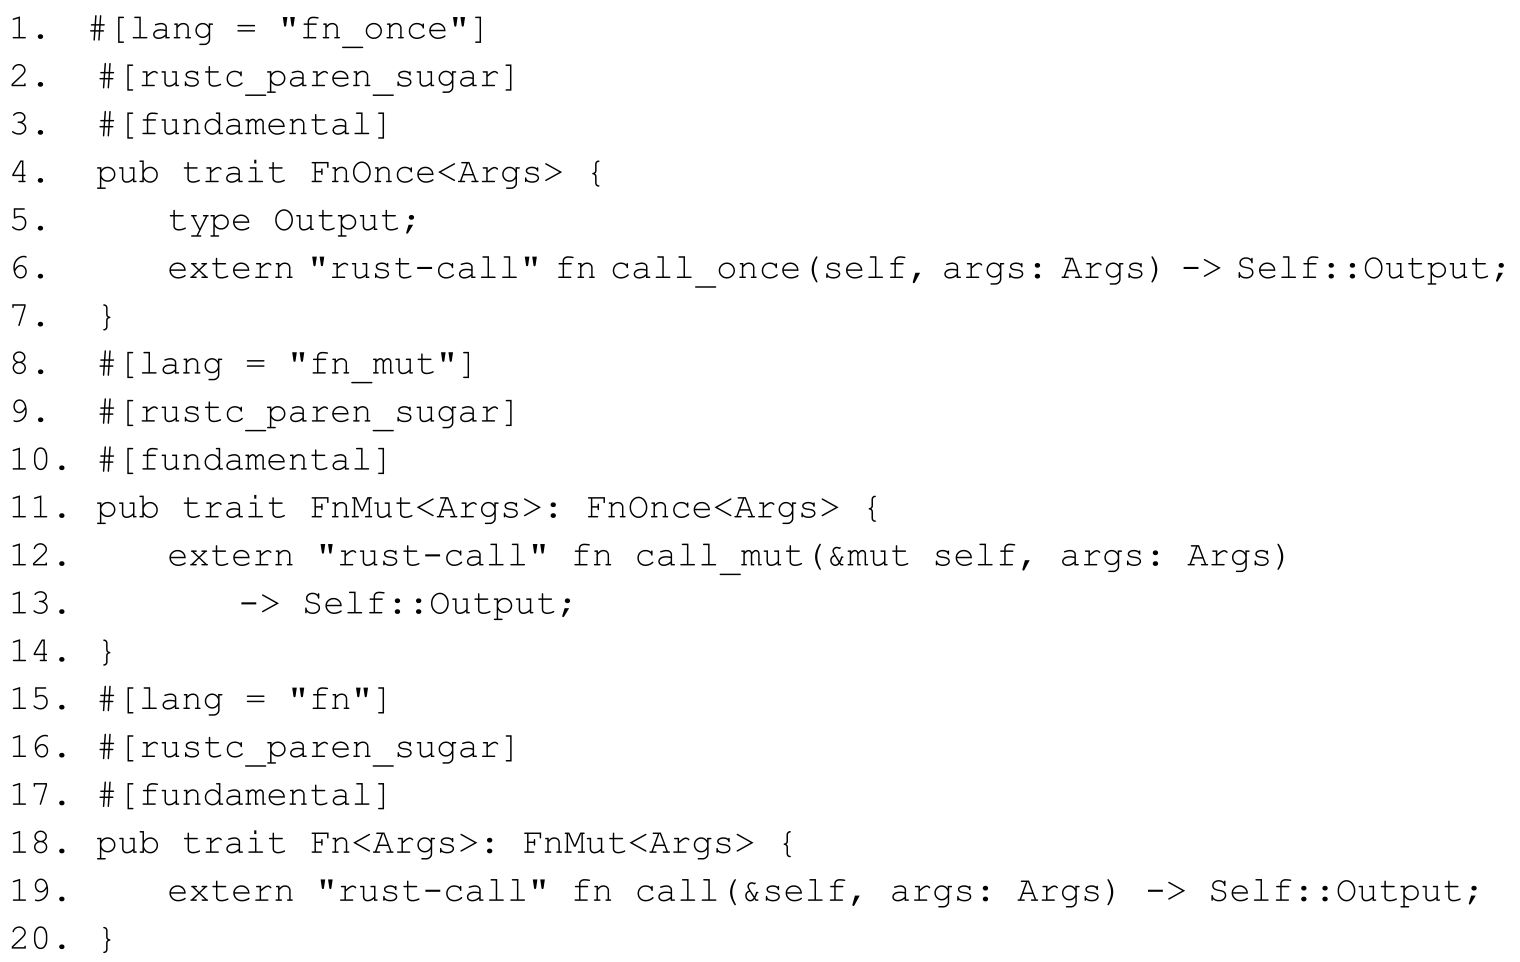 1. #[lang = "fn_once"]
2. #[rustc_paren_sugar]
3. #[fundamental]
4. pub trait FnOnce<Args> {
5. type Output;
6. extern "rust-call" fn call_once(self, args: Args) -> Self::Output;
7. }
8. #[lang = "fn_mut"]
9. #[rustc_paren_sugar]
10. #[fundamental]
11. pub trait FnMut<Args>: FnOnce<Args> {
12. extern "rust-call" fn call_mut(&mut self, args: Args)
13. -> Self::Output;
14. }
15. #[lang = "fn"]
16. #[rustc_paren_sugar]
17. #[fundamental]
18. pub trait Fn<Args>: FnMut<Args> {
19. extern "rust-call" fn call(&self, args: Args) -> Self::Output;
20. }